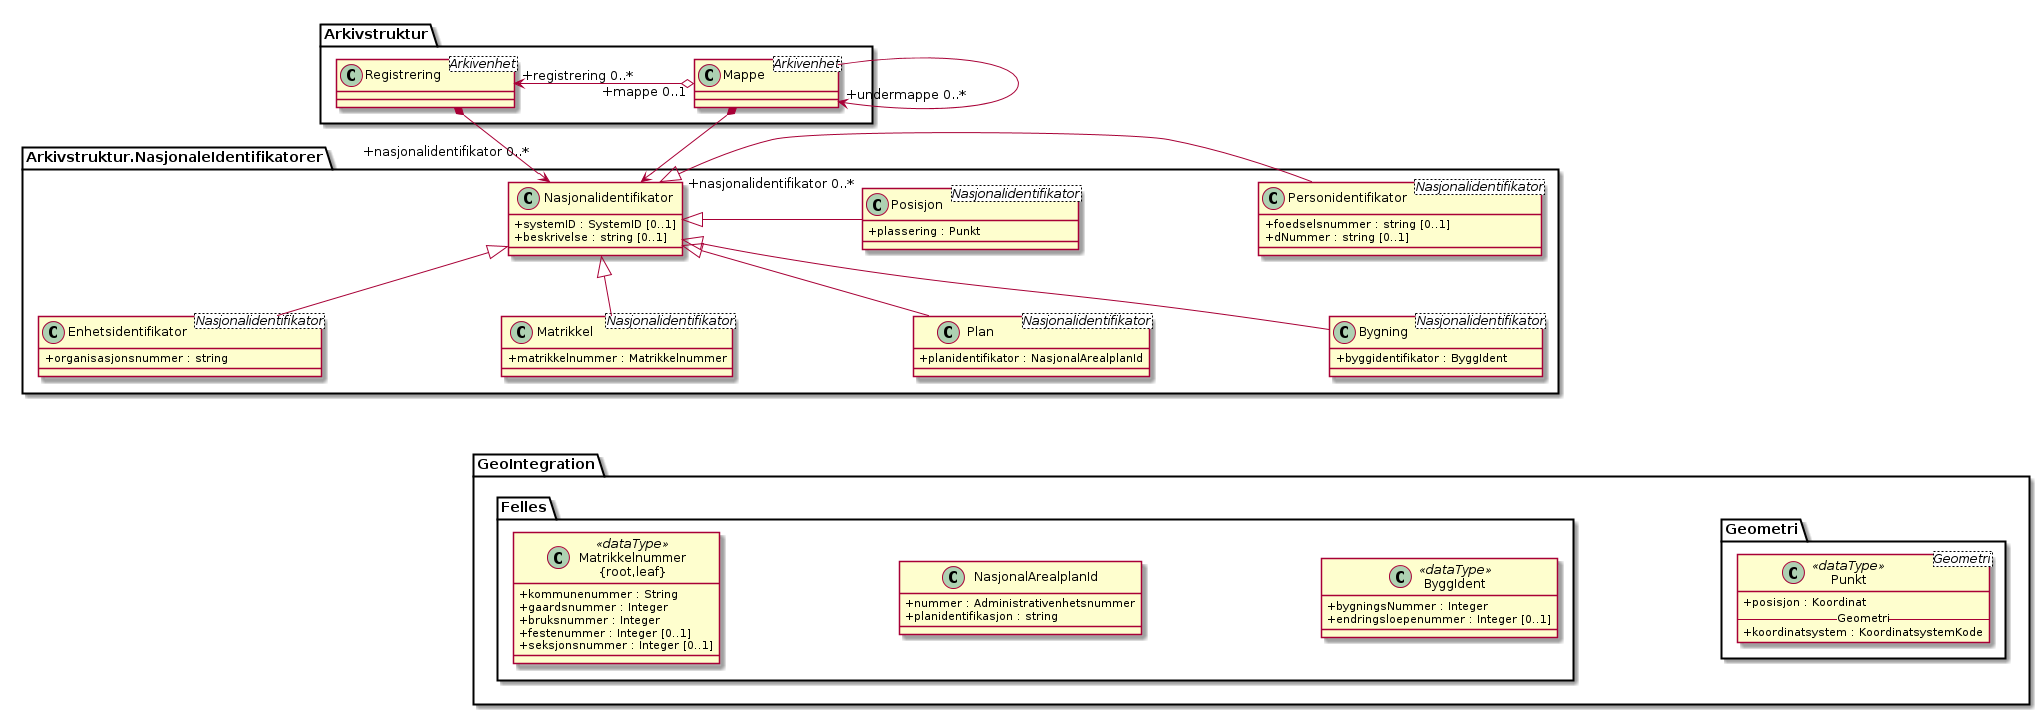 Arkivstruktur
C Registrering
Arkivenhet
C Mappe
Arkivenhet
+registrering 0..*
+mappe 0..1
+undermappe 0..*
+nasjonalidentifikator 0..*
+nasjonalidentifikator 0..*
Arkivstruktur.NasjonaleIdentifikatorer
C Nasjonalidentifikator
+systemID : SystemID [0..1]
+beskrivelse : string [0..1]
C Posisjon
Nasjonalidentifikator
+plassering : Punkt
C Personidentifikator
Nasjonalidentifikator
+foedselsnummer : string [0..1]
+dNummer : string [0..1]
C Enhetsidentifikator
Nasjonalidentifikator
+organisasjonsnummer : string
C Matrikkel
Nasjonalidentifikator
+matrikkelnummer : Matrikkelnummer
C Plan
Nasjonalidentifikator
+planidentifikator : NasjonalArealplanId
C Bygning
Nasjonalidentifikator
+byggidentifikator : ByggIdent
GeoIntegration
Felles
«dataType»
C Matrikkelnummer
{root,leaf}
+kommunenummer : String
+gaardsnummer : Integer
+bruksnummer : Integer
+festenummer : Integer [0..1]
+seksjonsnummer : Integer [0..1]
C NasjonalArealplanId
+nummer : Administrativenhetsnummer
+planidentifikasjon : string
«dataType»
C ByggIdent
+bygningsNummer : Integer
+endringsloepenummer : Integer [0..1]
Geometri
Geometri
«dataType»
C Punkt
+posisjon : Koordinat
Geometri
+koordinatsystem : KoordinatsystemKode